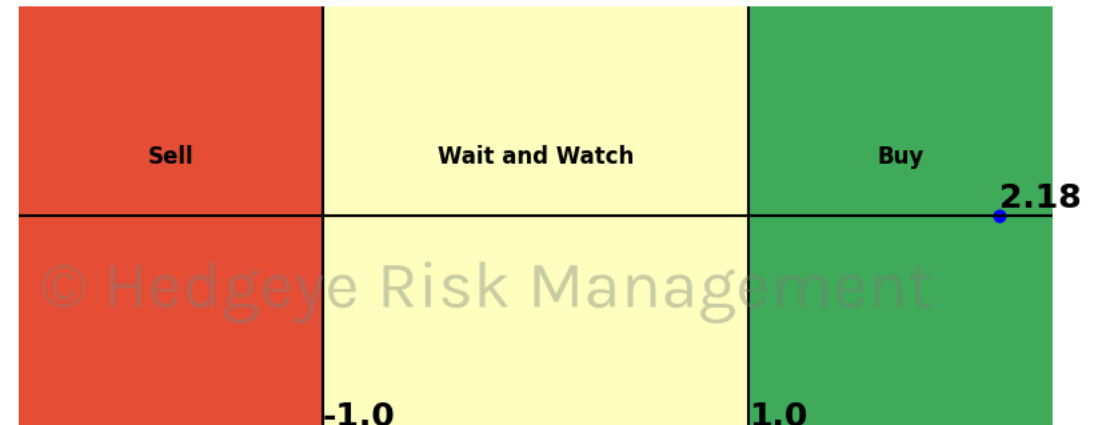 Sell
Wait and Watch
Buy
2.18
© Hedgeye Risk Management
-1.0
1.0